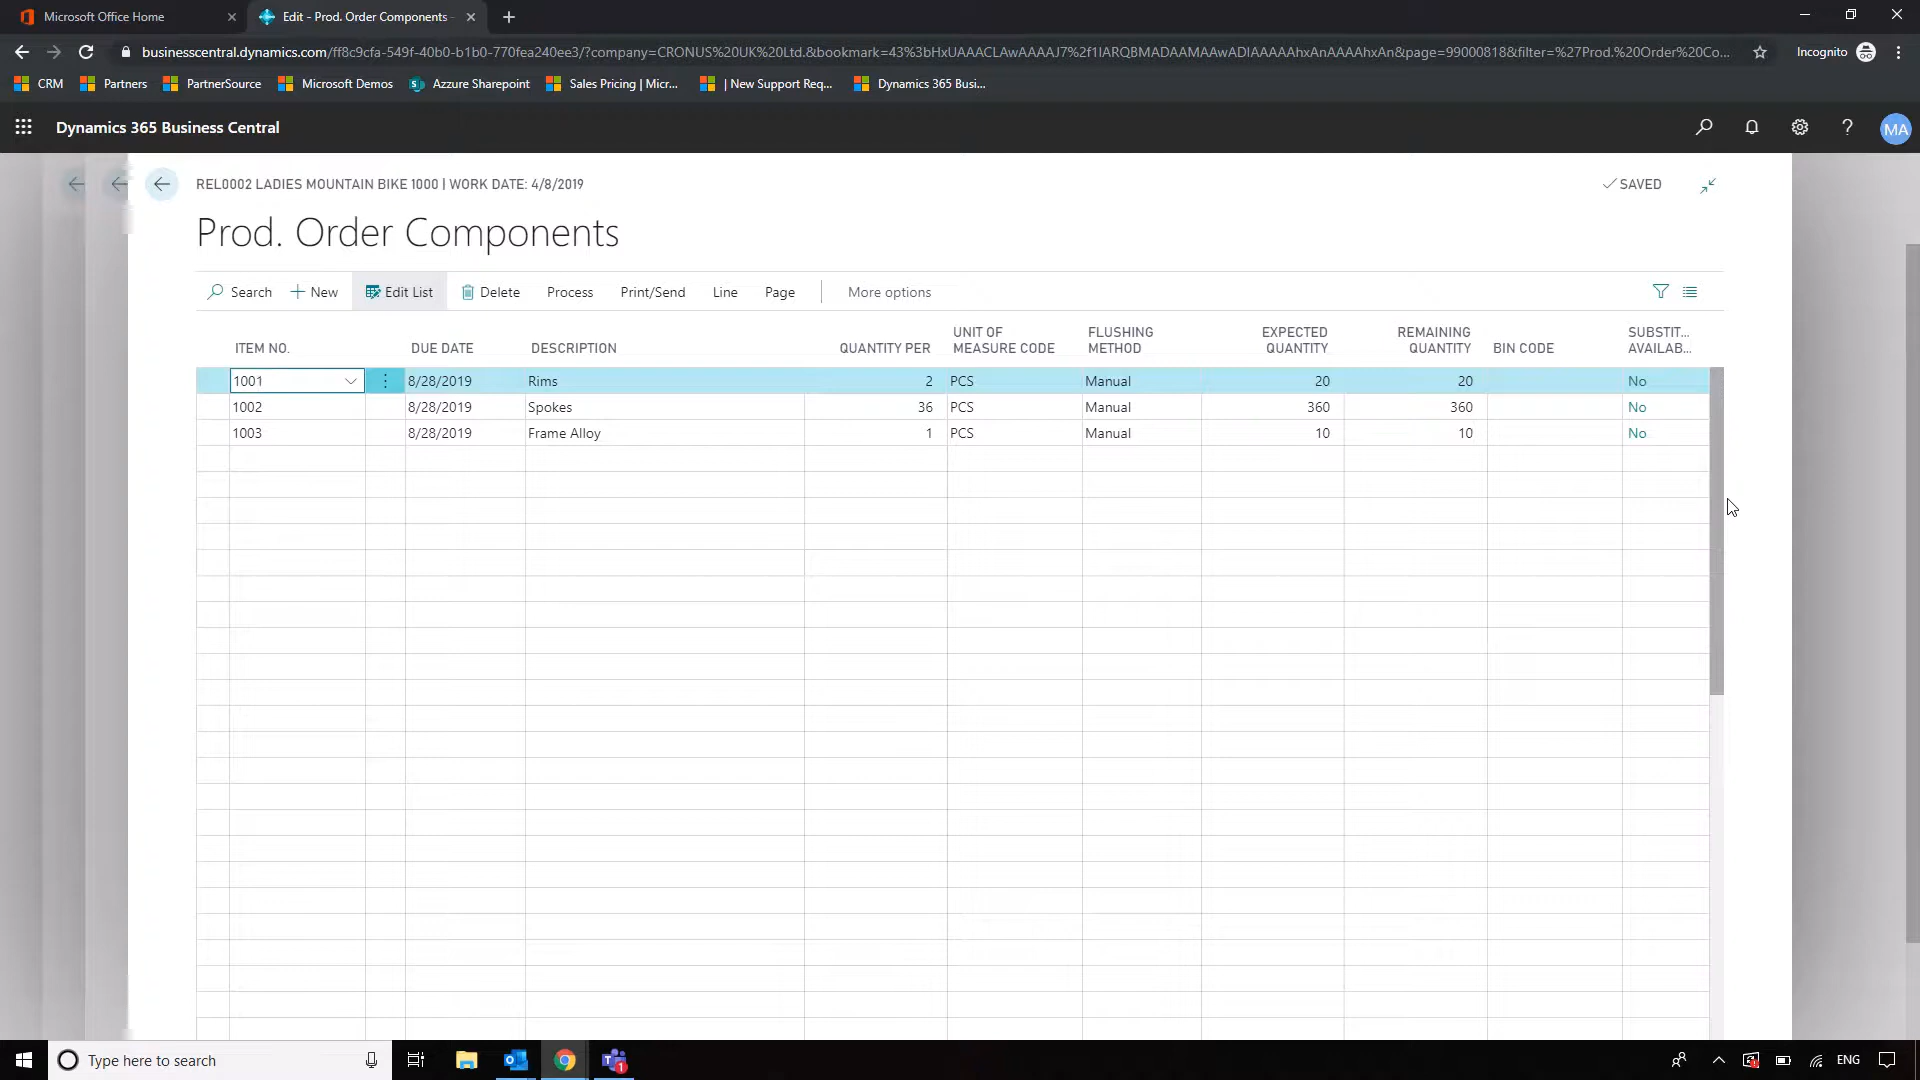 Microsoft Office Home
Edit - Prod. Order Components -
businesscentral.dynamics.com/ff8c9cfa-549f-40b0-b1b0-770fea240ee3/?company=CRONUS%20UK%20Ltd.&bookmark=43%3bHxUAAACLAwAAAAJ7%2f1IARQBMADAAMAAwADIAAAAAhxAnAAAAhxAn&page=99000818&filter=%27Prod.%20Order%20Co...
Incognito
CRM
Partners
PartnerSource
Microsoft Demos
Azzure Sharepoint
Sales Pricing | Micr...
| New Support Req...
Dynamics 365 Busi...
Dynamics 365 Business Central
?
MA
REL0002 LADIES MOUNTAIN BIKE 1000 | WORK DATE: 4/8/2019
SAVED
Prod. Order Components
Search New Edit List Delete Process Print/Send Line Page More options
ITEM NO. DUE DATE DESCRIPTION QUANTITY PER UNIT OF MEASURE CODE FLUSHING METHOD EXPECTED QUANTITY REMAINING QUANTITY BIN CODE SUBSTIT... AVAILAB...
1001 8/28/2019 Rims 2 PCS Manual 20 20 No
1002 8/28/2019 Spokes 36 PCS Manual 360 360 No
1003 8/28/2019 Frame Alloy 1 PCS Manual 10 10 No
Type here to search
1
ENG